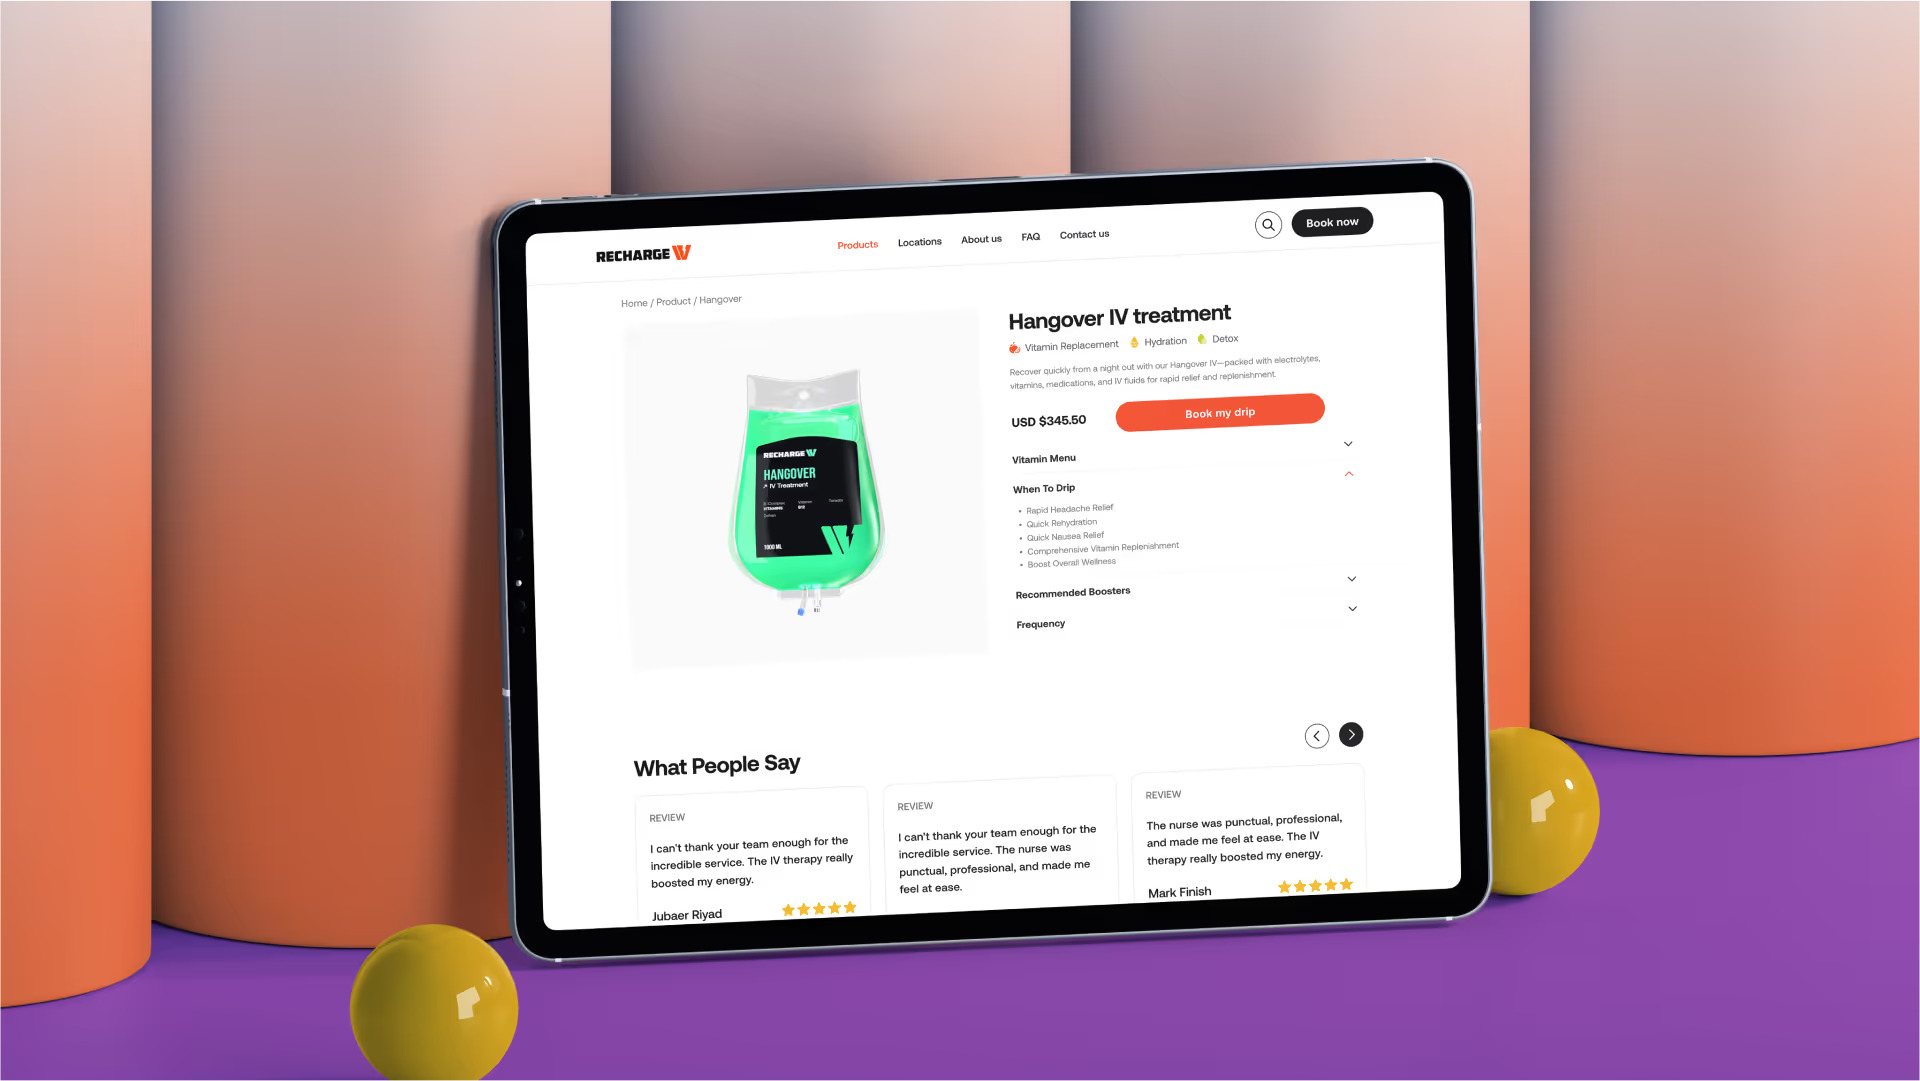 RECHARGE IV
Products
Locations
About us
FAQ
Contact us
Book now
Home / Product / Hangover
RECHARGE IV
HANGOVER
IV Treatment
VITAMINS
B12
1000 ML
Hangover IV treatment
Vitamin Replacement
Hydration
Detox
Recover quickly from a night out with our Hangover IV—packed with electrolytes,
vitamins, medications, and IV fluids for rapid relief and replenishment.
USD $345.50
Book my drip
Vitamin Menu
When To Drip
• Rapid Headache Relief
• Quick Rehydration
• Quick Nausea Relief
• Comprehensive Vitamin Replenishment
• Boost Overall Wellness
Recommended Boosters
Frequency
What People Say
REVIEW
I can't thank your team enough for the
incredible service. The IV therapy really
boosted my energy.
Jubaer Riyad
REVIEW
I can't thank your team enough for the
incredible service. The nurse was
punctual, professional, and made me
feel at ease.
REVIEW
The nurse was punctual, professional,
and made me feel at ease. The IV
therapy really boosted my energy.
Mark Finish